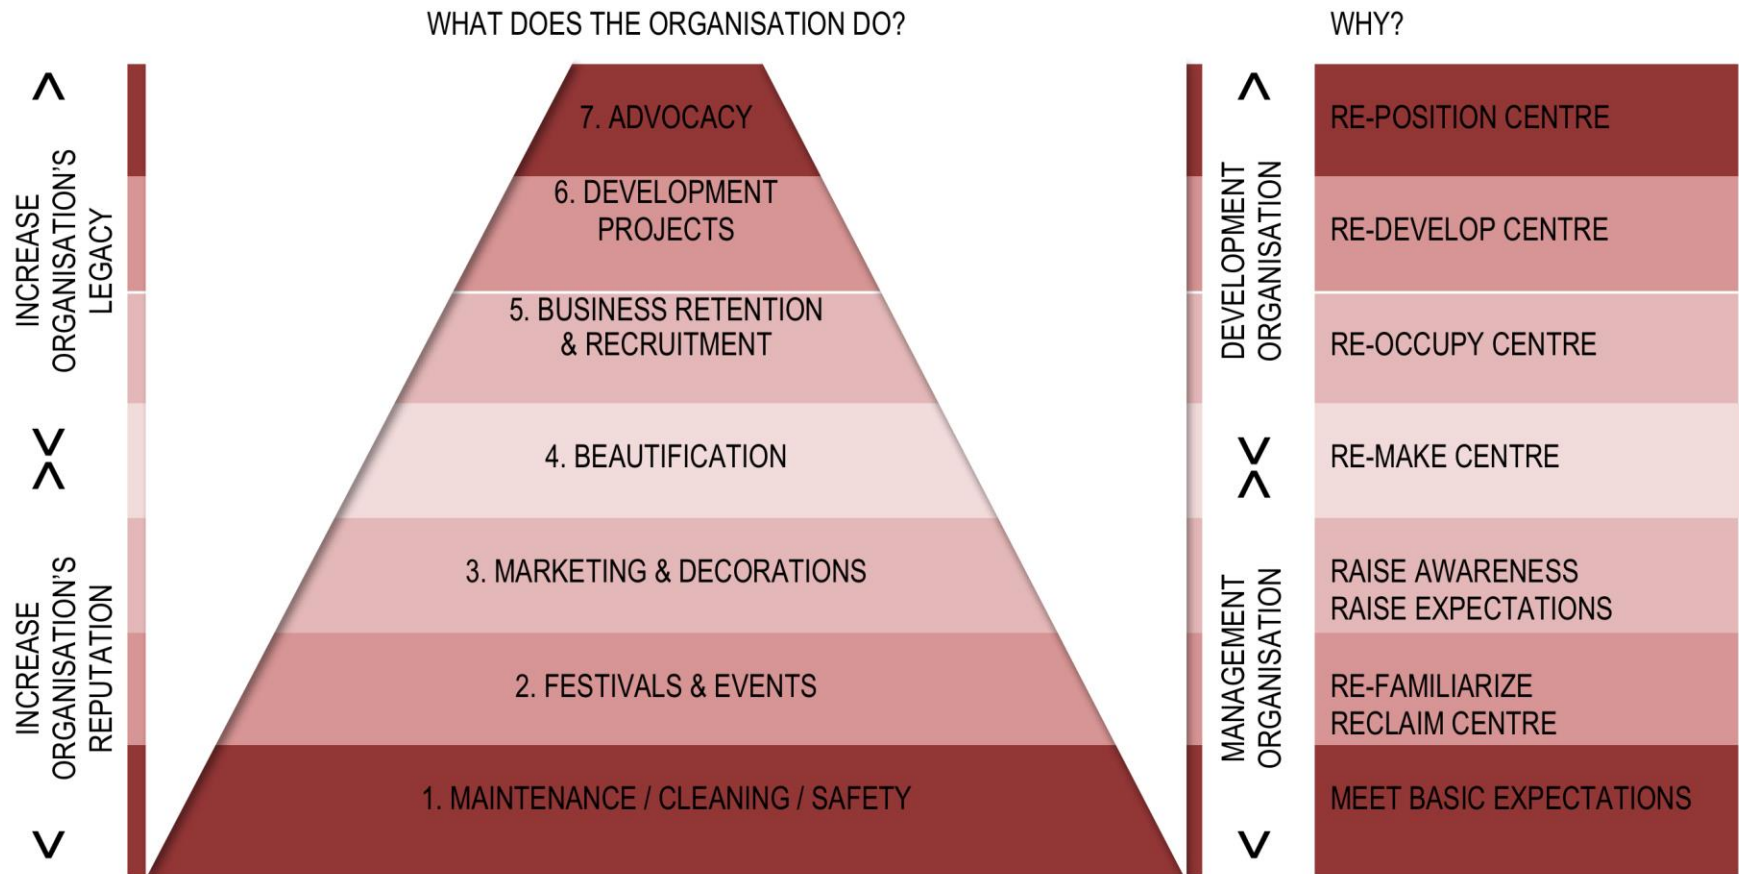 WHAT DOES THE ORGANISATION DO?
WHY?
INCREASE
ORGANISATION'S
LEGACY
INCREASE
ORGANISATION'S
REPUTATION
7. ADVOCACY
6. DEVELOPMENT
PROJECTS
5. BUSINESS RETENTION
& RECRUITMENT
4. BEAUTIFICATION
3. MARKETING & DECORATIONS
2. FESTIVALS & EVENTS
1. MAINTENANCE / CLEANING / SAFETY
DEVELOPMENT
ORGANISATION
MANAGEMENT
ORGANISATION
RE-POSITION CENTRE
RE-DEVELOP CENTRE
RE-OCCUPY CENTRE
RE-MAKE CENTRE
RAISE AWARENESS
RAISE EXPECTATIONS
RE-FAMILIARIZE
RECLAIM CENTRE
MEET BASIC EXPECTATIONS